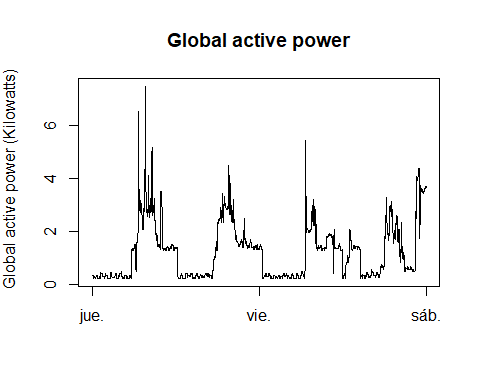 Global active power
Global active power (Kilowatts)
6
4
2
0
jue.
vie.
sáb.